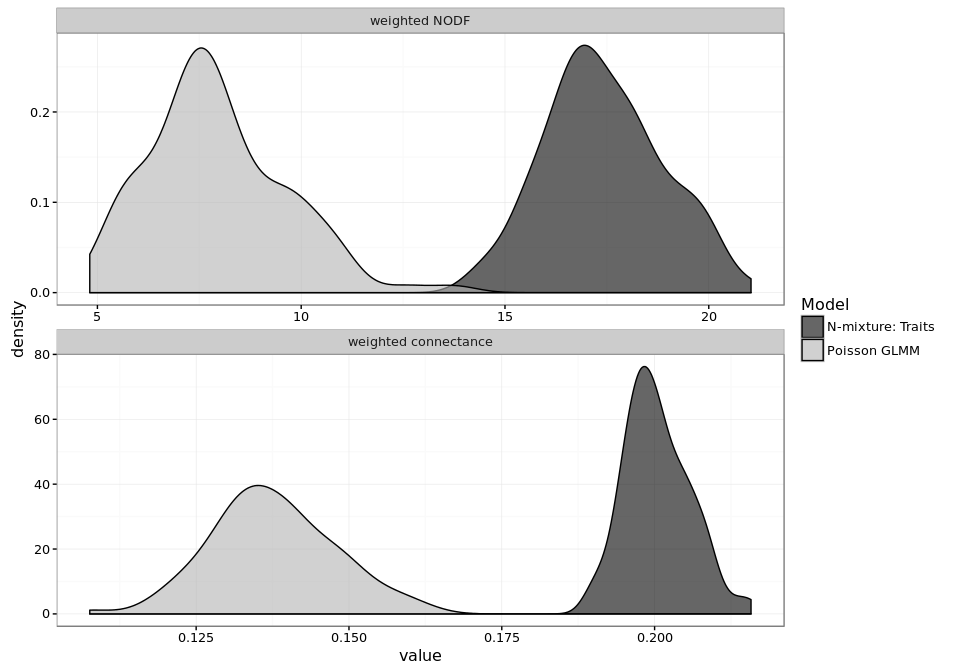 weighted NODF
0.2
0.1
0.0
5 10 15 20
density
weighted connectance
80
60
40
20
0
0.125 0.150 0.175 0.200
value
Model
N-mixture: Traits
Poisson GLMM